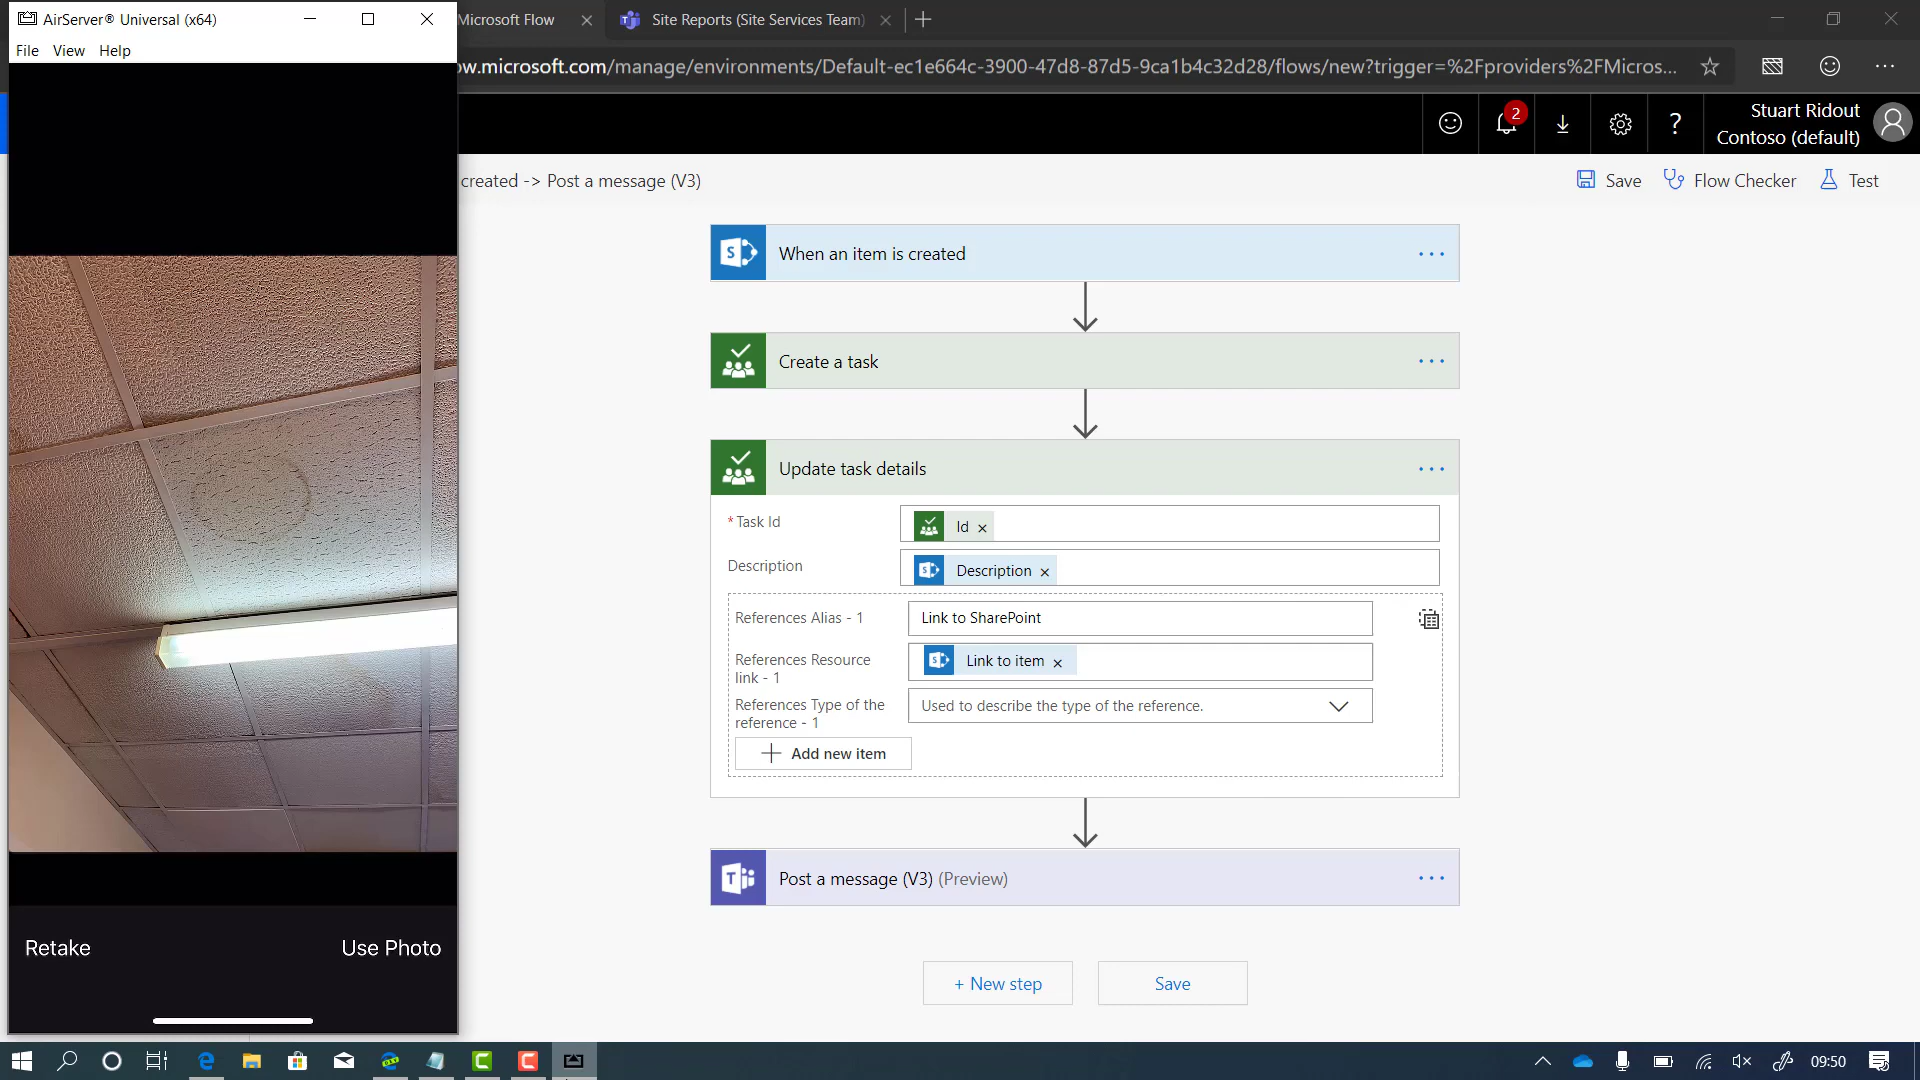 AirServer® Universal (x64)
File View Help
Microsoft Flow
Site Reports (Site Services Team)
ow.microsoft.com/manage/environments/Default-ec1e664c-3900-47d8-87d5-9ca1b4c32d28/flows/new?trigger=%2Fproviders%2FMicros...
2
?
Stuart Ridout
Contoso (default)
created -> Post a message (V3)
Save
Flow Checker
Test
When an item is created
Create a task
Update task details
* Task Id
Id ×
Description
Description ×
References Alias - 1
Link to SharePoint
References Resource
link - 1
Link to item ×
References Type of the
reference - 1
Used to describe the type of the reference.
Add new item
Post a message (V3) (Preview)
+ New step
Save
Retake
Use Photo
09:50